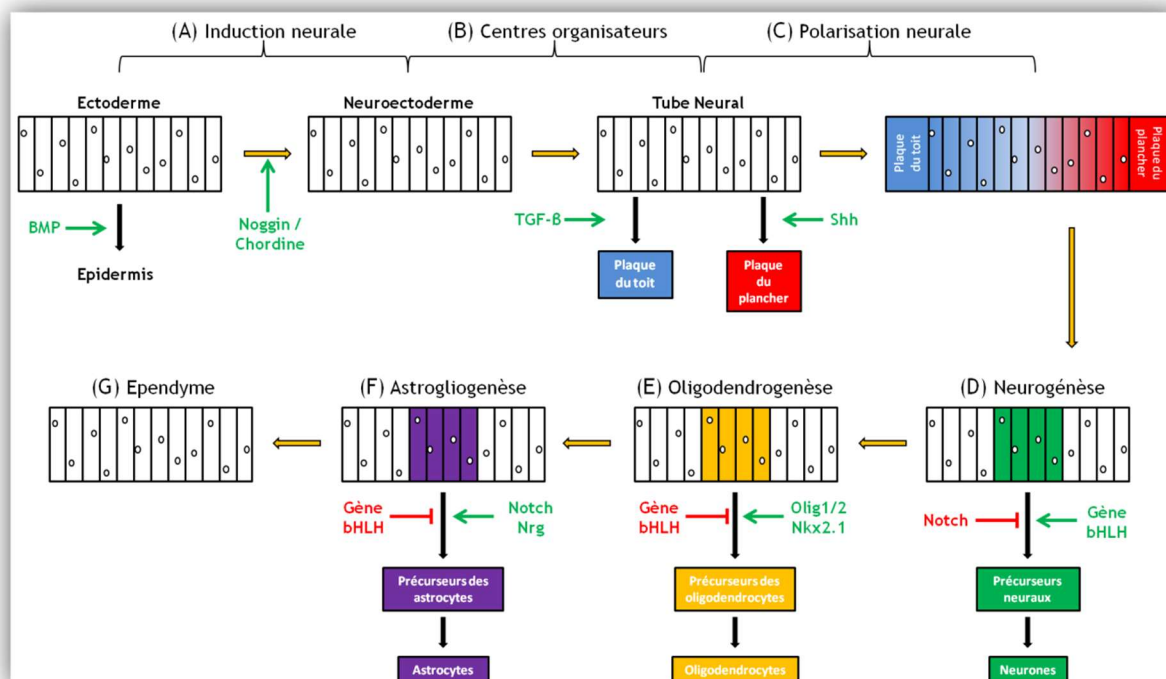 (A) Induction neurale
(B) Centres organisateurs
(C) Polarisation neurale
Ectoderme
Neuroectoderme
Tube Neural
Plaque
du toit
Plaque du
plancher
BMP
Noggin /
Chordine
TGF-ß
Shh
Epidermis
Plaque
du toit
Plaque
du
plancher
(G) Ependyme
(F) Astrogliogenèse
(E) Oligodendrogenèse
(D) Neurogénèse
Gène
bHLH
Notch
Nrg
Gène
bHLH
Olig1/2
Nkx2.1
Notch
Gène
bHLH
Précurseurs des
astrocytes
Précurseurs des
oligodendrocytes
Précurseurs
neuraux
Astrocytes
Oligodendrocytes
Neurones